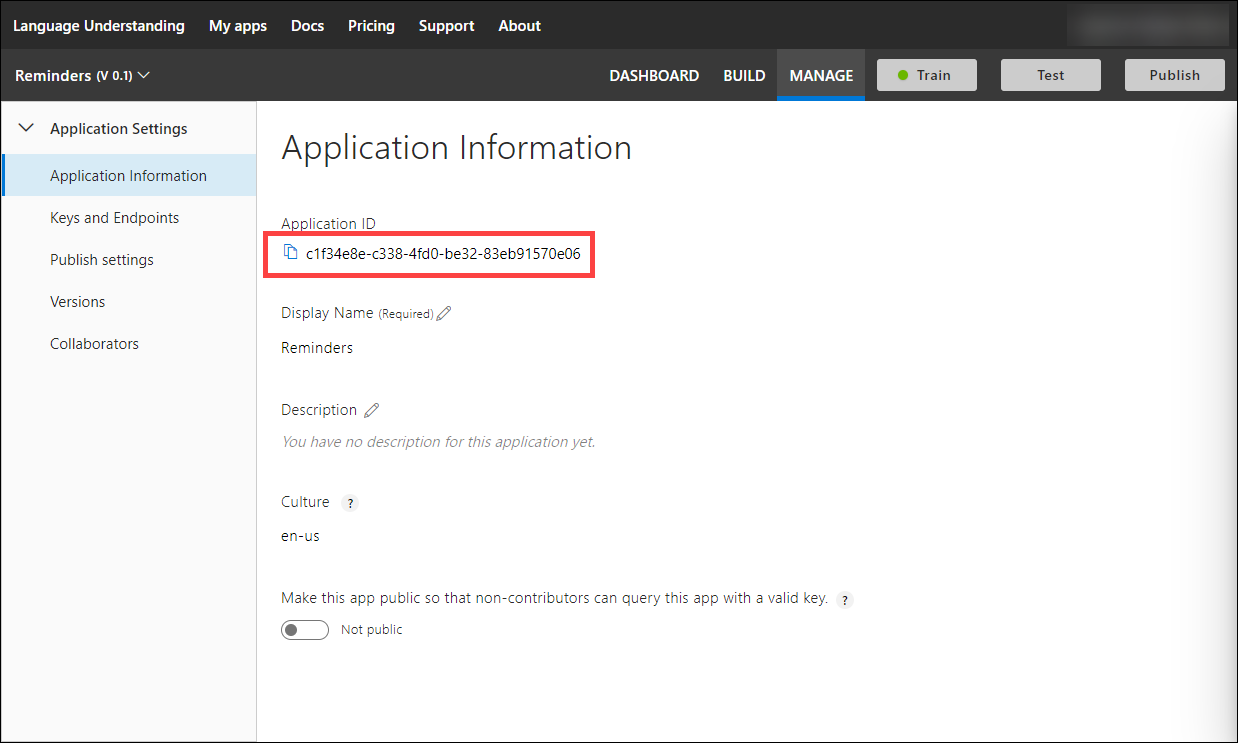 Language Understanding My apps Docs Pricing Support About
Reminders (V 0.1) DASHBOARD BUILD MANAGE Train Test Publish
Application Settings
Application Information
Keys and Endpoints
Publish settings
Versions
Collaborators
Application Information
Application ID
c1f34e8e-c338-4fd0-be32-83eb91570e06
Display Name (Required)
Reminders
Description
You have no description for this application yet.
Culture ?
en-us
Make this app public so that non-contributors can query this app with a valid key. ?
Not public